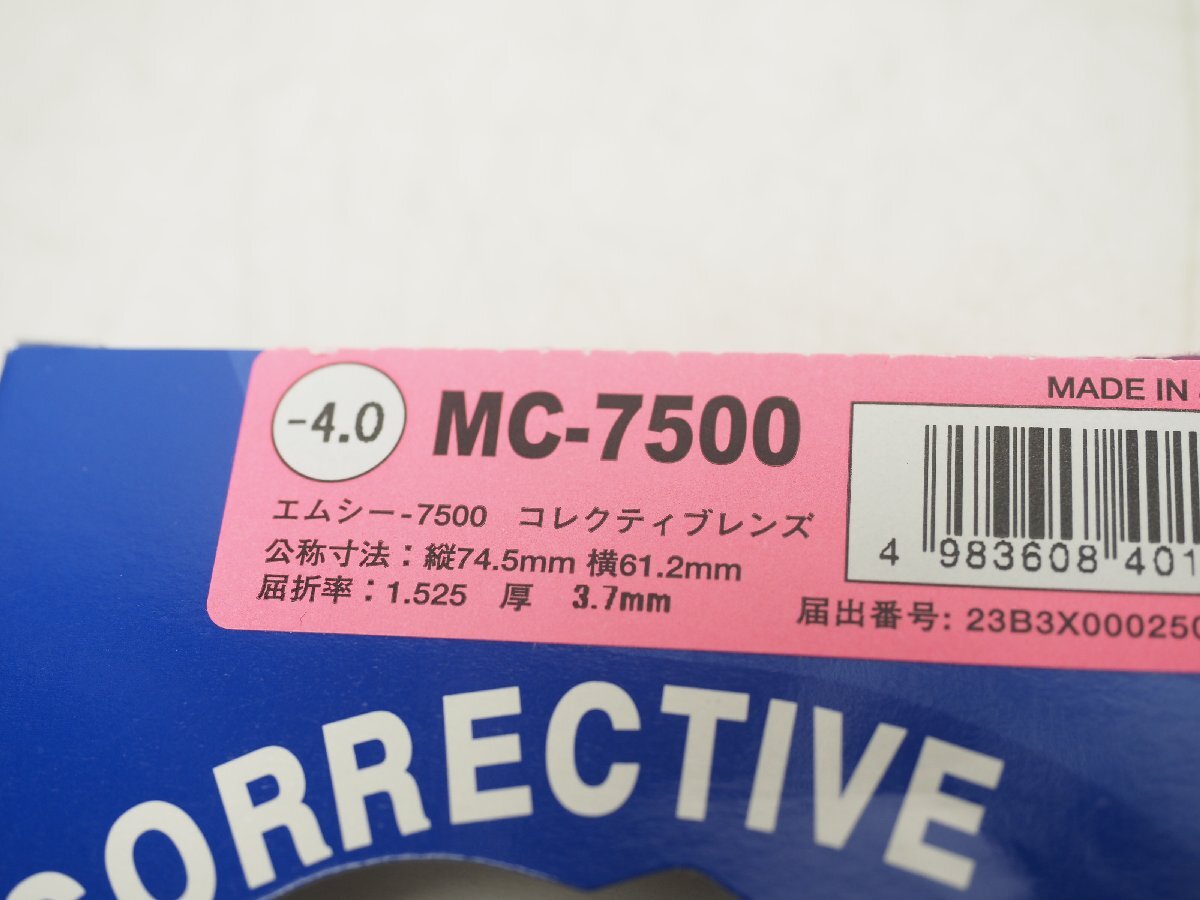 -4.0 MC-7500
MADE IN
エムシー-7500 コレクティブレンズ
公称寸法：縦74.5mm 横61.2mm
屈折率：1.525 厚 3.7mm
4 983608 401
届出番号: 23B3X000250
CORRECTIVE